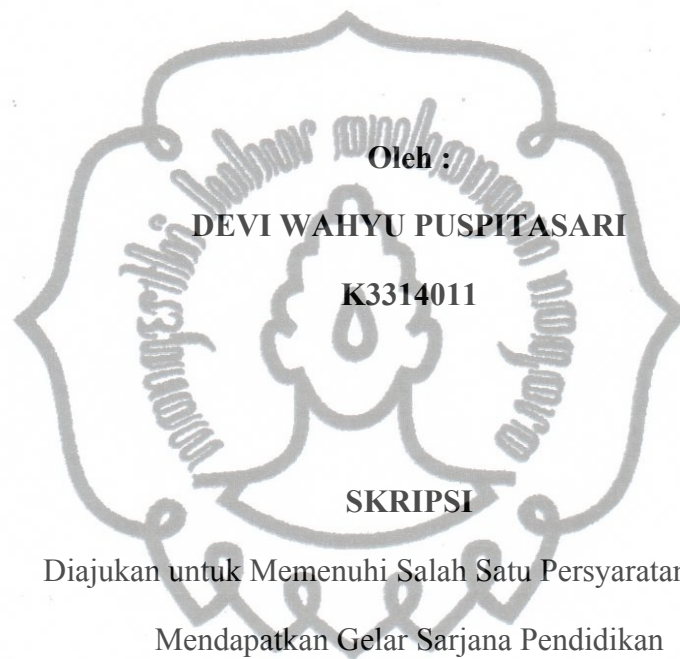 Oleh :
DEVI WAHYU PUSPITASARI
K3314011
SKRIPSI
Diajukan untuk Memenuhi Salah Satu Persyaratan
Mendapatkan Gelar Sarjana Pendidikan